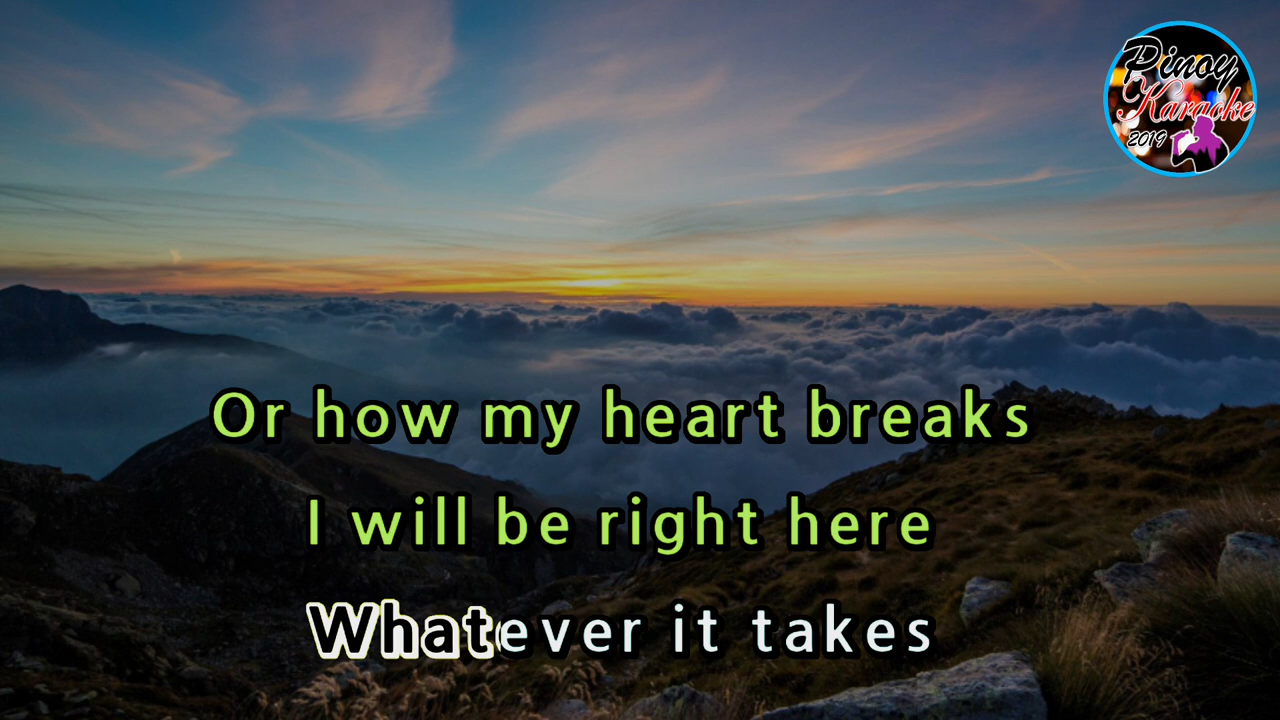 Pinoy
Karaoke
2019
Or how my heart breaks
I will be right here
Whatever it takes